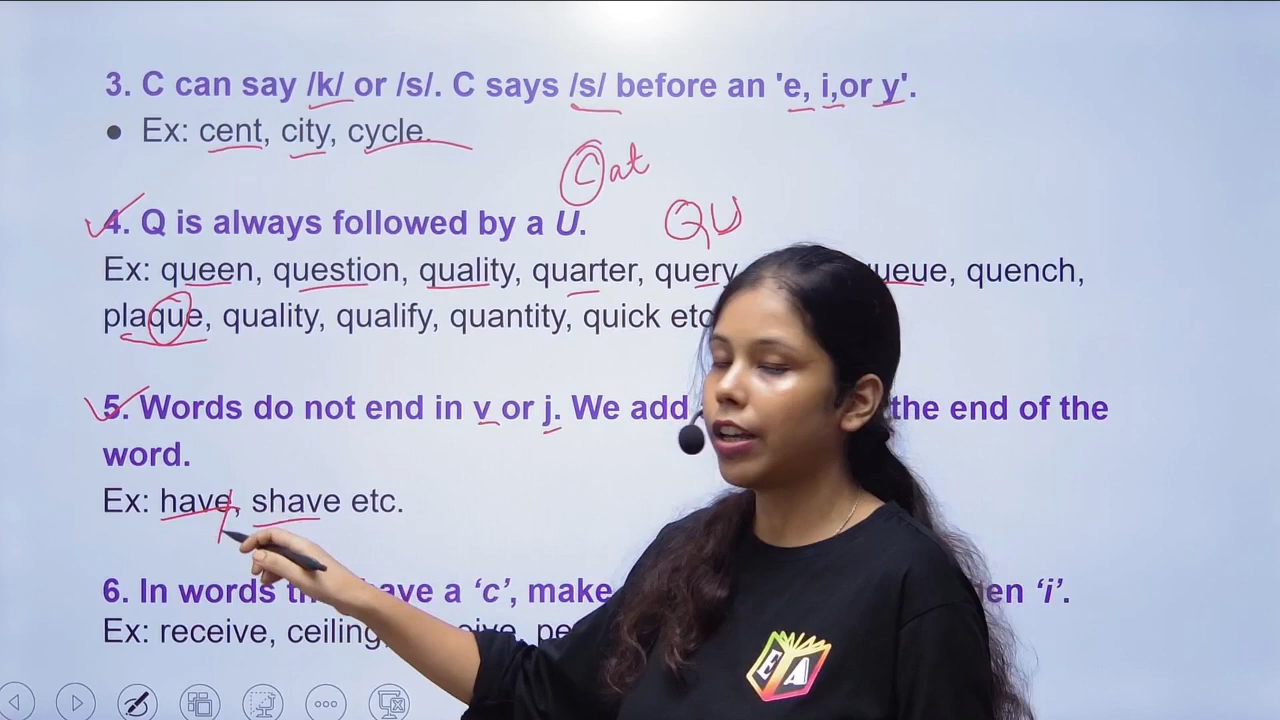 3. C can say /k/ or /s/. C says /s/ before an 'e, i,or y'.
● Ex: cent, city, cycle.
Cat
4. Q is always followed by a U.
QU
Ex: queen, question, quality, quarter, query ueue, quench,
plaque, quality, qualify, quantity, quick etc
5. Words do not end in v or j. We add the end of the
word.
Ex: have, shave etc.
6. In words have a ‘c’, make en ‘i’.
Ex: receive, ceiling,
E A